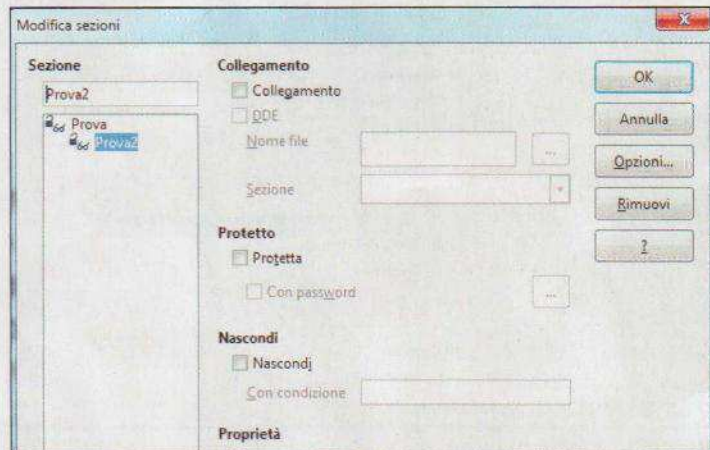 Modifica sezioni
Sezione
Prova2
Prova
Prova2
Collegamento
Collegamento
DDE
Nome file
...
Sezione
Protetto
Protetta
Con password
...
Nascondi
Nascondi
Con condizione
Proprietà
OK
Annulla
Opzioni...
Rimuovi
?